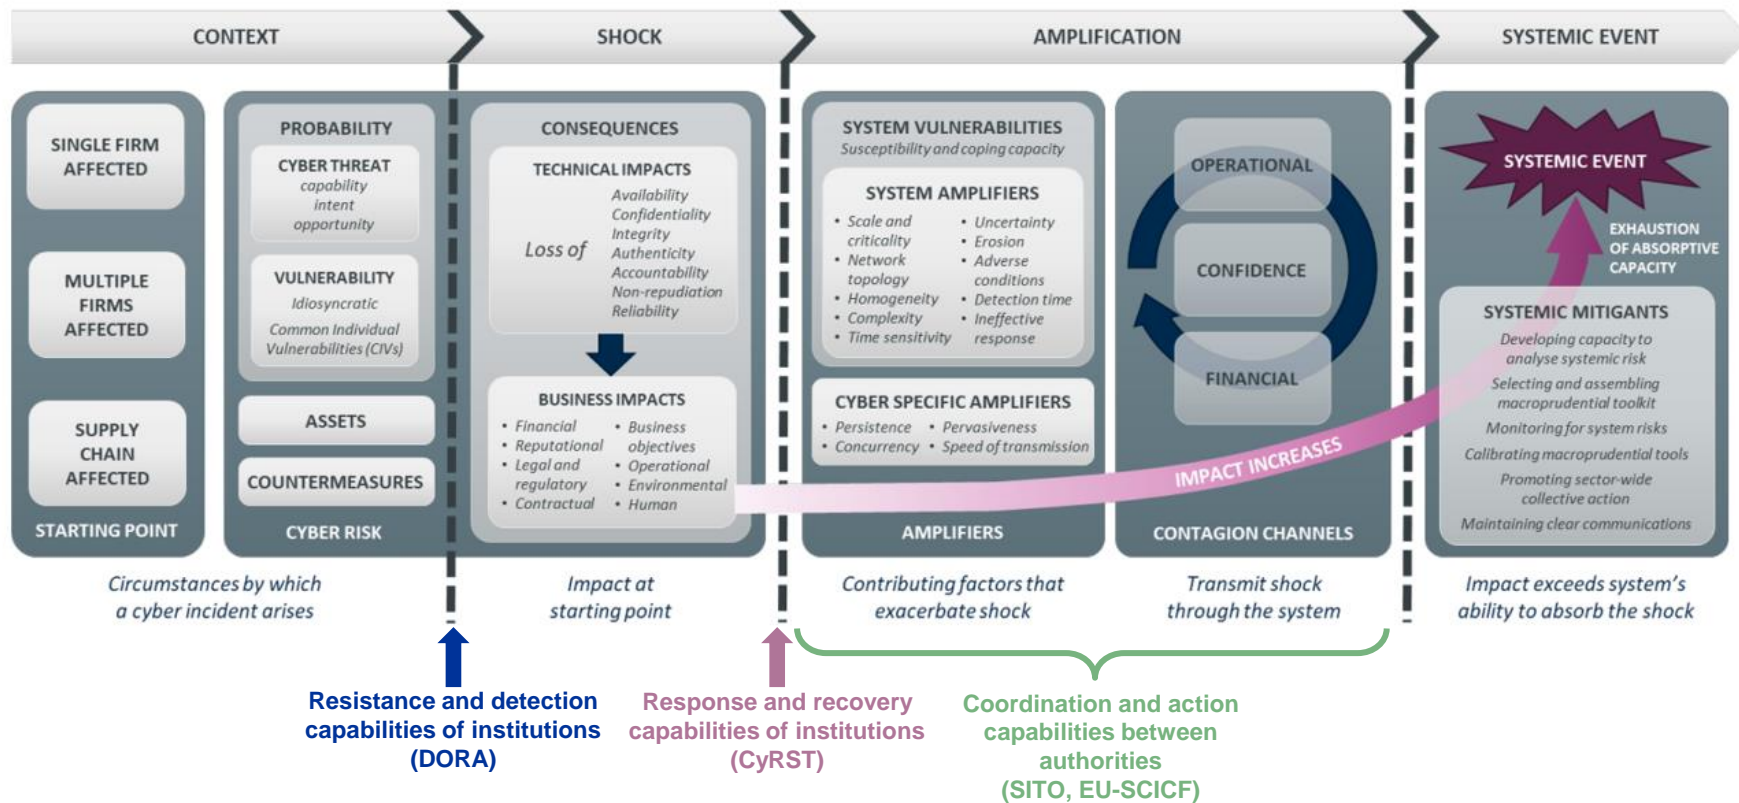 CONTEXT
SHOCK
AMPLIFICATION
SYSTEMIC EVENT
SINGLE FIRM
AFFECTED
MULTIPLE
FIRMS
AFFECTED
SUPPLY
CHAIN
AFFECTED
STARTING POINT
PROBABILITY
CYBER THREAT
capability
intent
opportunity
VULNERABILITY
Idiosyncratic
Common Individual
Vulnerabilities (CIVs)
ASSETS
COUNTERMEASURES
CYBER RISK
CONSEQUENCES
TECHNICAL IMPACTS
Loss of
Availability
Confidentiality
Integrity
Authenticity
Accountability
Non-repudiation
Reliability
BUSINESS IMPACTS
• Financial
• Reputational
• Legal and
regulatory
• Contractual
• Business
objectives
• Operational
• Environmental
• Human
SYSTEM VULNERABILITIES
Susceptibility and coping capacity
SYSTEM AMPLIFIERS
• Scale and
criticality
• Network
topology
• Homogeneity
• Complexity
• Time sensitivity
• Uncertainty
• Erosion
• Adverse
conditions
• Detection time
• Ineffective
response
CYBER SPECIFIC AMPLIFIERS
• Persistence
• Concurrency
• Pervasiveness
• Speed of transmission
AMPLIFIERS
OPERATIONAL
CONFIDENCE
FINANCIAL
IMPACT INCREASES
CONTAGION CHANNELS
SYSTEMIC EVENT
EXHAUSTION
OF ABSORPTIVE
CAPACITY
SYSTEMIC MITIGANTS
Developing capacity to
analyse systemic risk
Selecting and assembling
macroprudential toolkit
Monitoring for system risks
Calibrating macroprudential tools
Promoting sector-wide
collective action
Maintaining clear communications
Circumstances by which
a cyber incident arises
Impact at
starting point
Contributing factors that
exacerbate shock
Transmit shock
through the system
Impact exceeds system's
ability to absorb the shock
Resistance and detection
capabilities of institutions
(DORA)
Response and recovery
capabilities of institutions
(CyRST)
Coordination and action
capabilities between
authorities
(SITO, EU-SCICF)